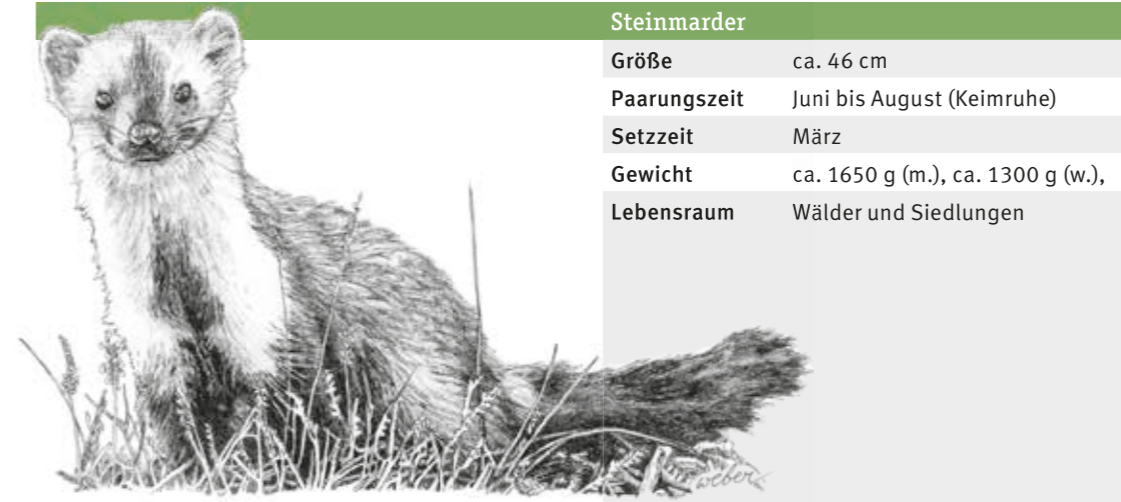 Steinmarder
Größe ca. 46 cm
Paarungszeit Juni bis August (Keimruhe)
Setzzeit März
Gewicht ca. 1650 g (m.), ca. 1300 g (w.),
Lebensraum Wälder und Siedlungen
weber